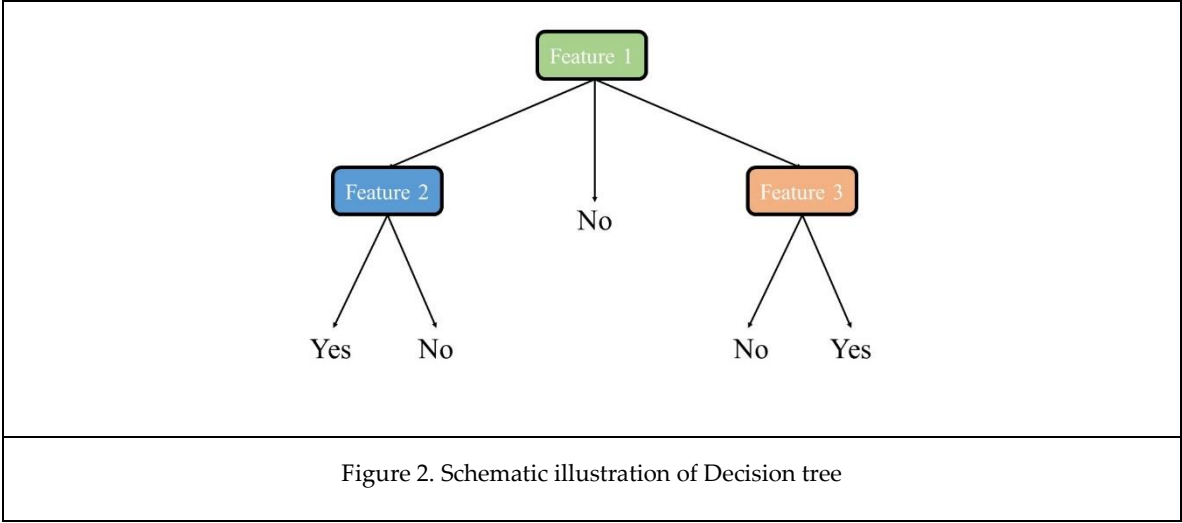 Feature 1
Feature 2
Feature 3
No
Yes
No
No
Yes
Figure 2. Schematic illustration of Decision tree